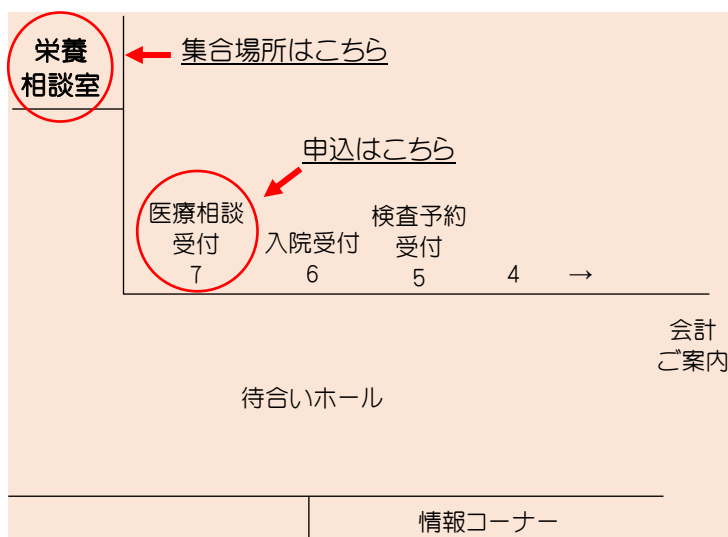 栄養
相談室
集合場所はこちら
申込はこちら
医療相談
受付
7
入院受付
6
検査予約
受付
5
4
→
会計
ご案内
待合いホール
情報コーナー